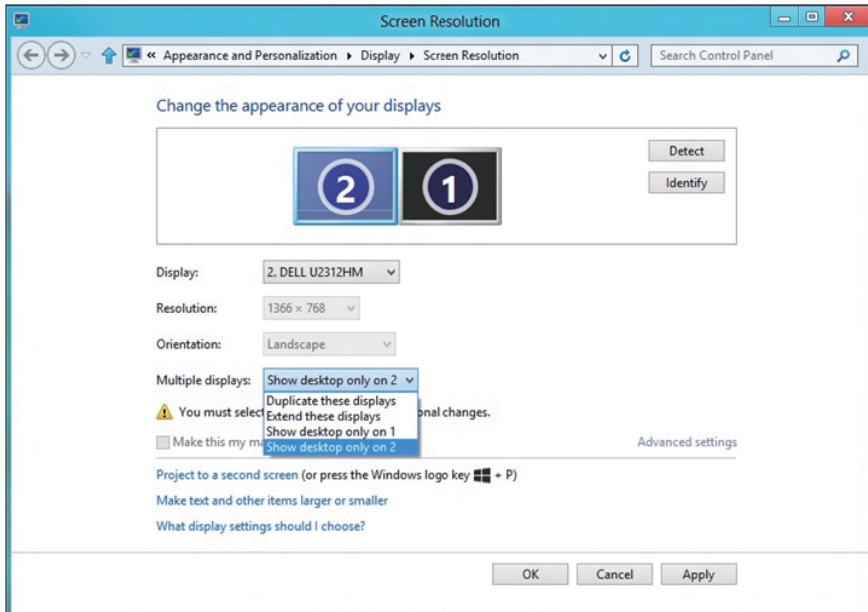 Screen Resolution
« Appearance and Personalization Display Screen Resolution Search Control Panel
Change the appearance of your displays
2 1
Detect
Identify
Display: 2. DELL U2312HM
Resolution: 1366 × 768
Orientation: Landscape
Multiple displays: Show desktop only on 2
Duplicate these displays
Extend these displays
Show desktop only on 1
Show desktop only on 2
You must select onal changes.
Make this my ma
Advanced settings
Project to a second screen (or press the Windows logo key + P)
Make text and other items larger or smaller
What display settings should I choose?
OK Cancel Apply